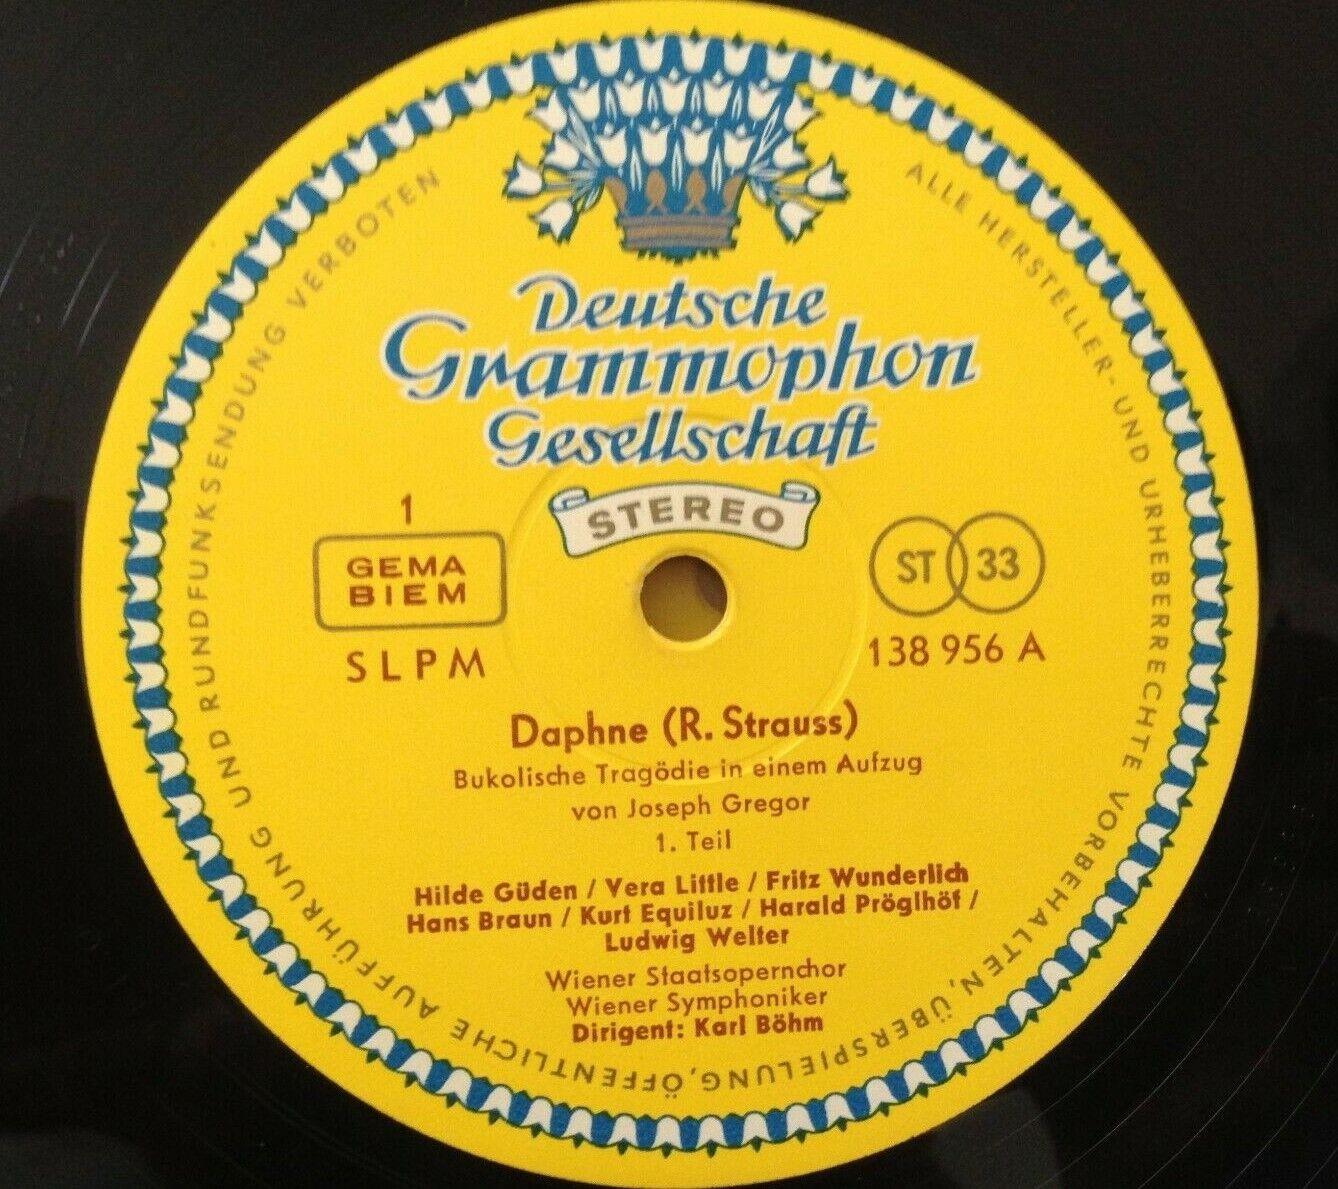 Deutsche
Grammophon
Gesellschaft
STEREO
1
GEMA
BIEM
SLPM
ST 33
138 956 A
Daphne (R. Strauss)
Bukolische Tragödie in einem Aufzug
von Joseph Gregor
1. Teil
Hilde Güden / Vera Little / Fritz Wunderlich
Hans Braun / Kurt Equiluz / Harald Pröglhöf /
Ludwig Welter
Wiener Staatsopernchor
Wiener Symphoniker
Dirigent: Karl Böhm
ALLE HERSTELLER- UND URHEBERRECHTE VORBEHALTEN, ÜBERSPIELUNG, ÖFFENTLICHE AUFFÜHRUNG UND RUNDFUNKSENDUNG VERBOTEN